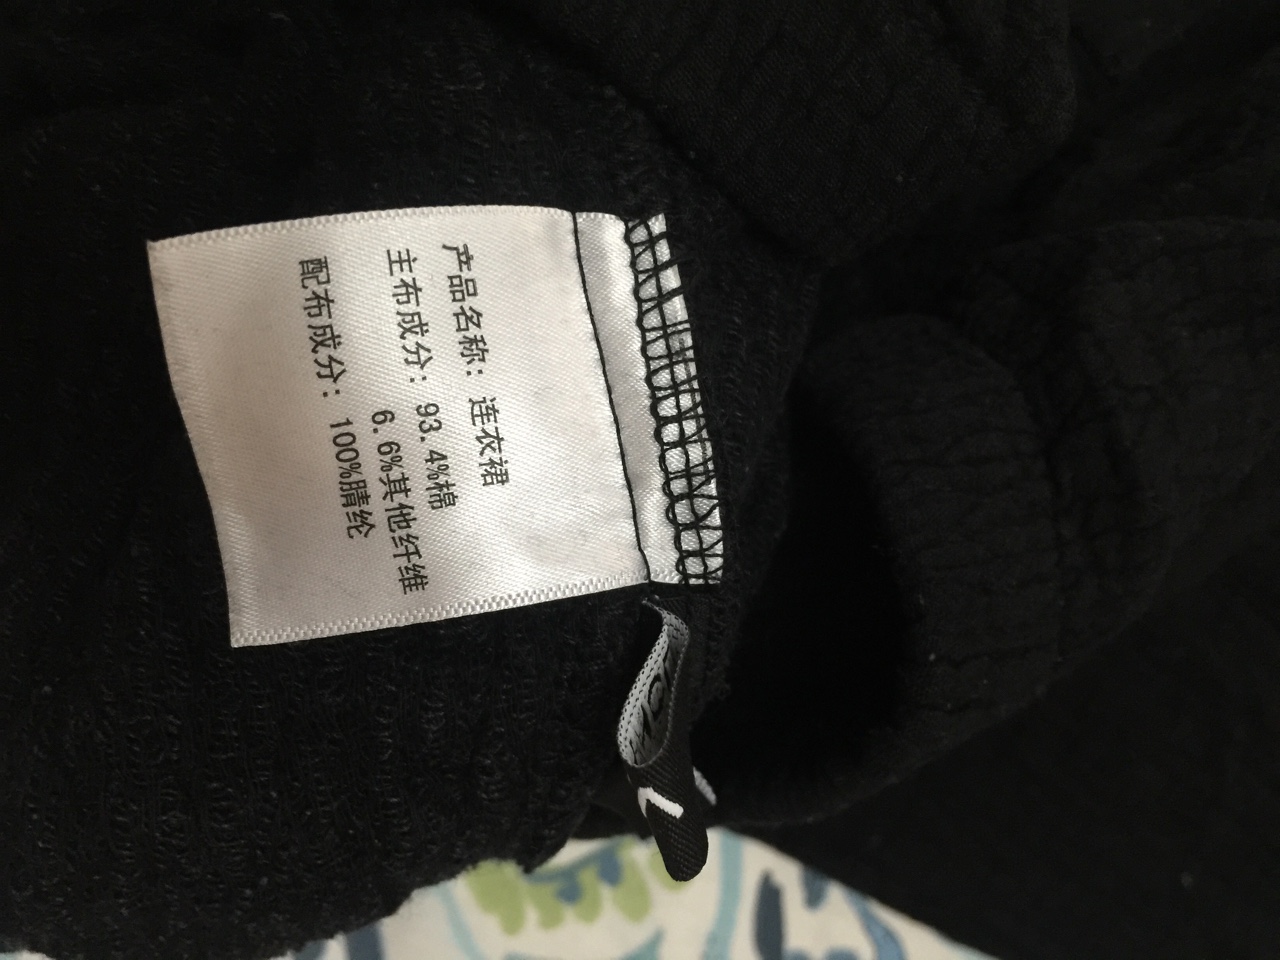 产品名称：连衣裙
主布成分：93.4%棉
6.6%其他纤维
配布成分：100%腈纶